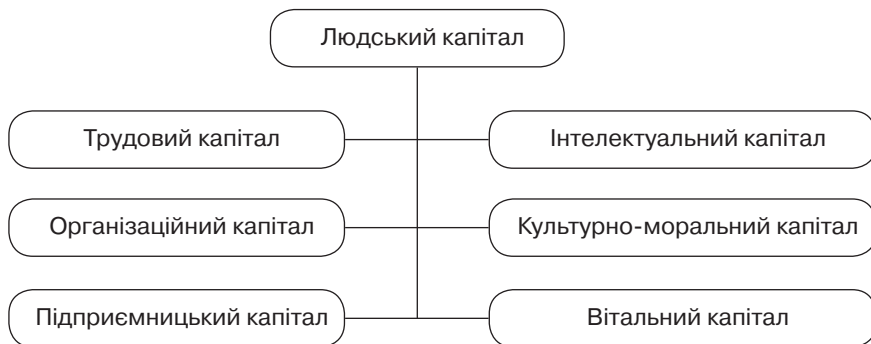 Людський капітал
Трудовий капітал
Інтелектуальний капітал
Організаційний капітал
Культурно-моральний капітал
Підприємницький капітал
Вітальний капітал